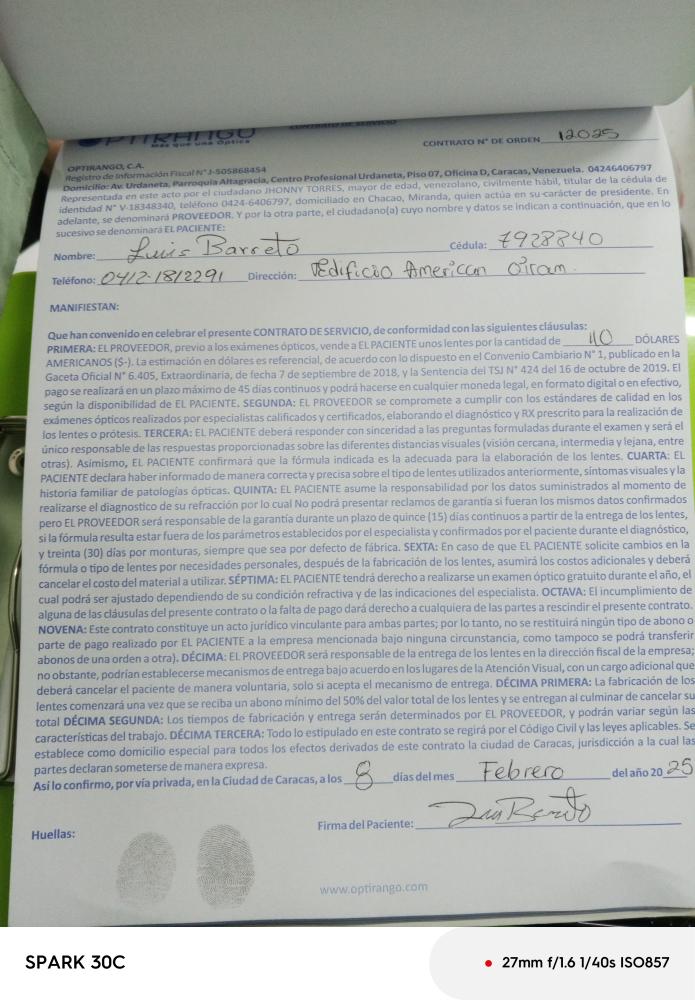 OPTIRANGO
Más que una Óptica
CONTRATO DE SERVICIO
CONTRATO N° DE ORDEN 12025
OPTIRANGO, C.A.
Registro de Información Fiscal N° J-505868454
Domicilio: Av. Urdaneta, Parroquia Altagracia, Centro Profesional Urdaneta, Piso 07, Oficina D, Caracas, Venezuela. 04246406797
Representada en este acto por el ciudadano JHONNY TORRES, mayor de edad, venezolano, civilmente hábil, titular de la cédula de
identidad N° V-18348340, teléfono 0424-6406797, domiciliado en Chacao, Miranda, quien actúa en su carácter de presidente. En
adelante, se denominará PROVEEDOR. Y por la otra parte, el ciudadano(a) cuyo nombre y datos se indican a continuación, que en lo
sucesivo se denominará EL PACIENTE:
Nombre: Luis Barreto Cédula: 7928840
Teléfono: 0412-1812291 Dirección: Edificio American
MANIFIESTAN:
Que han convenido en celebrar el presente CONTRATO DE SERVICIO, de conformidad con las siguientes cláusulas:
PRIMERA: EL PROVEEDOR, previo a los exámenes ópticos, vende a EL PACIENTE unos lentes por la cantidad de 110 DÓLARES
AMERICANOS ($-). La estimación en dólares es referencial, de acuerdo con lo dispuesto en el Convenio Cambiario N° 1, publicado en la
Gaceta Oficial N° 6.405, Extraordinaria, de fecha 7 de septiembre de 2018, y la Sentencia del TSJ N° 424 del 16 de octubre de 2019. El
pago se realizará en un plazo máximo de 45 días continuos y podrá hacerse en cualquier moneda legal, en formato digital o en efectivo,
según la disponibilidad de EL PACIENTE. SEGUNDA: EL PROVEEDOR se compromete a cumplir con los estándares de calidad en los
exámenes ópticos realizados por especialistas calificados y certificados, elaborando el diagnóstico y RX prescrito para la realización de
los lentes o prótesis. TERCERA: EL PACIENTE deberá responder con sinceridad a las preguntas formuladas durante el examen y será el
único responsable de las respuestas proporcionadas sobre las diferentes distancias visuales (visión cercana, intermedia y lejana, entre
otras). Asimismo, EL PACIENTE confirmará que la fórmula indicada es la adecuada para la elaboración de los lentes. CUARTA: EL
PACIENTE declara haber informado de manera correcta y precisa sobre el tipo de lentes utilizados anteriormente, síntomas visuales y la
historia familiar de patologías ópticas. QUINTA: EL PACIENTE asume la responsabilidad por los datos suministrados al momento de
realizarse el diagnostico de su refracción por lo cual No podrá presentar reclamos de garantía si fueran los mismos datos confirmados
pero EL PROVEEDOR será responsable de la garantía durante un plazo de quince (15) días continuos a partir de la entrega de los lentes,
si la fórmula resulta estar fuera de los parámetros establecidos por el especialista y confirmados por el paciente durante el diagnóstico,
y treinta (30) días por monturas, siempre que sea por defecto de fábrica. SEXTA: En caso de que EL PACIENTE solicite cambios en la
fórmula o tipo de lentes por necesidades personales, después de la fabricación de los lentes, asumirá los costos adicionales y deberá
cancelar el costo del material a utilizar. SÉPTIMA: EL PACIENTE tendrá derecho a realizarse un examen óptico gratuito durante el año, el
cual podrá ser ajustado dependiendo de su condición refractiva y de las indicaciones del especialista. OCTAVA: El incumplimiento de
alguna de las cláusulas del presente contrato o la falta de pago dará derecho a cualquiera de las partes a rescindir el presente contrato.
NOVENA: Este contrato constituye un acto jurídico vinculante para ambas partes; por lo tanto, no se restituirá ningún tipo de abono o
parte de pago realizado por EL PACIENTE a la empresa mencionada bajo ninguna circunstancia, como tampoco se podrá transferir
abonos de una orden a otra). DÉCIMA: EL PROVEEDOR será responsable de la entrega de los lentes en la dirección fiscal de la empresa;
no obstante, podrían establecerse mecanismos de entrega bajo acuerdo en los lugares de la Atención Visual, con un cargo adicional que
deberá cancelar el paciente de manera voluntaria, solo si acepta el mecanismo de entrega. DÉCIMA PRIMERA: La fabricación de los
lentes comenzará una vez que se reciba un abono mínimo del 50% del valor total de los lentes y se entregan al culminar de cancelar su
total DÉCIMA SEGUNDA: Los tiempos de fabricación y entrega serán determinados por EL PROVEEDOR, y podrán variar según las
características del trabajo. DÉCIMA TERCERA: Todo lo estipulado en este contrato se regirá por el Código Civil y las leyes aplicables. Se
establece como domicilio especial para todos los efectos derivados de este contrato la ciudad de Caracas, jurisdicción a la cual las
partes declaran someterse de manera expresa.
Así lo confirmo, por vía privada, en la Ciudad de Caracas, a los 8 días del mes Febrero del año 2025
Firma del Paciente:
Huellas:
www.optirango.com
SPARK 30C
27mm f/1.6 1/40s ISO857